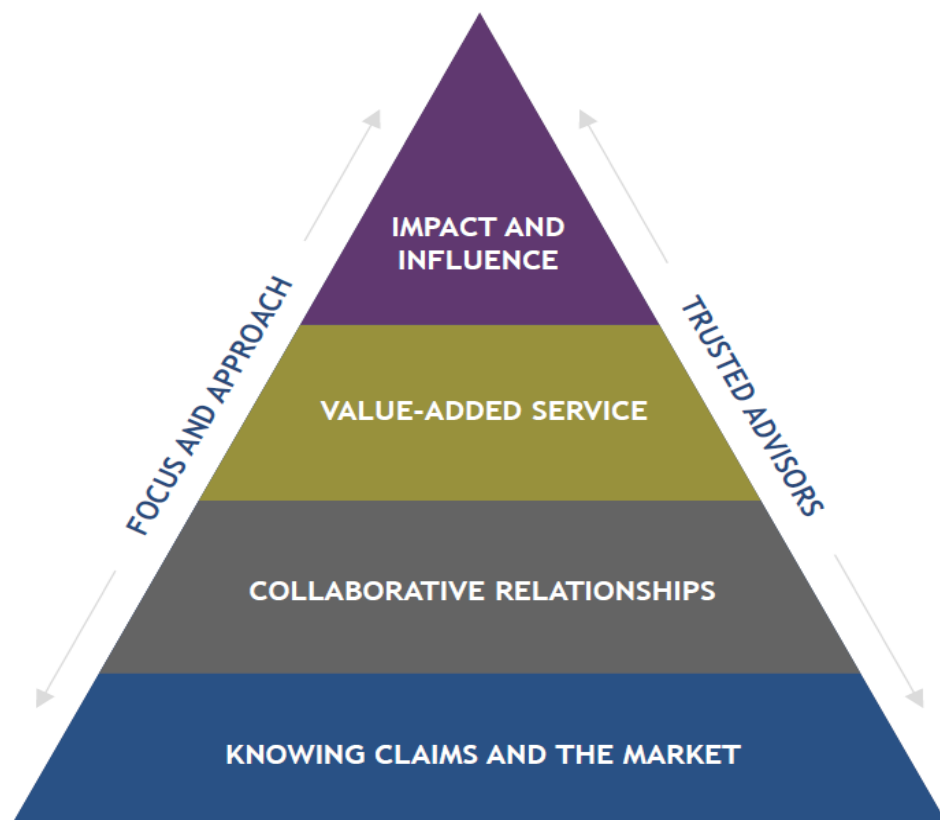 IMPACT AND
INFLUENCE
FOCUS AND APPROACH
TRUSTED ADVISORS
VALUE-ADDED SERVICE
COLLABORATIVE RELATIONSHIPS
KNOWING CLAIMS AND THE MARKET